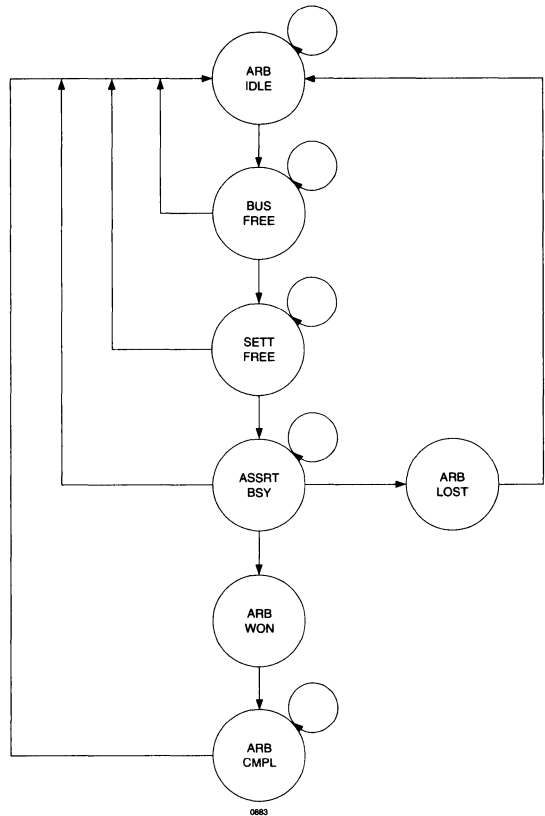 ARB
IDLE
BUS
FREE
SETT
FREE
ASSRT
BSY
ARB
LOST
ARB
WON
ARB
CMPL
0883